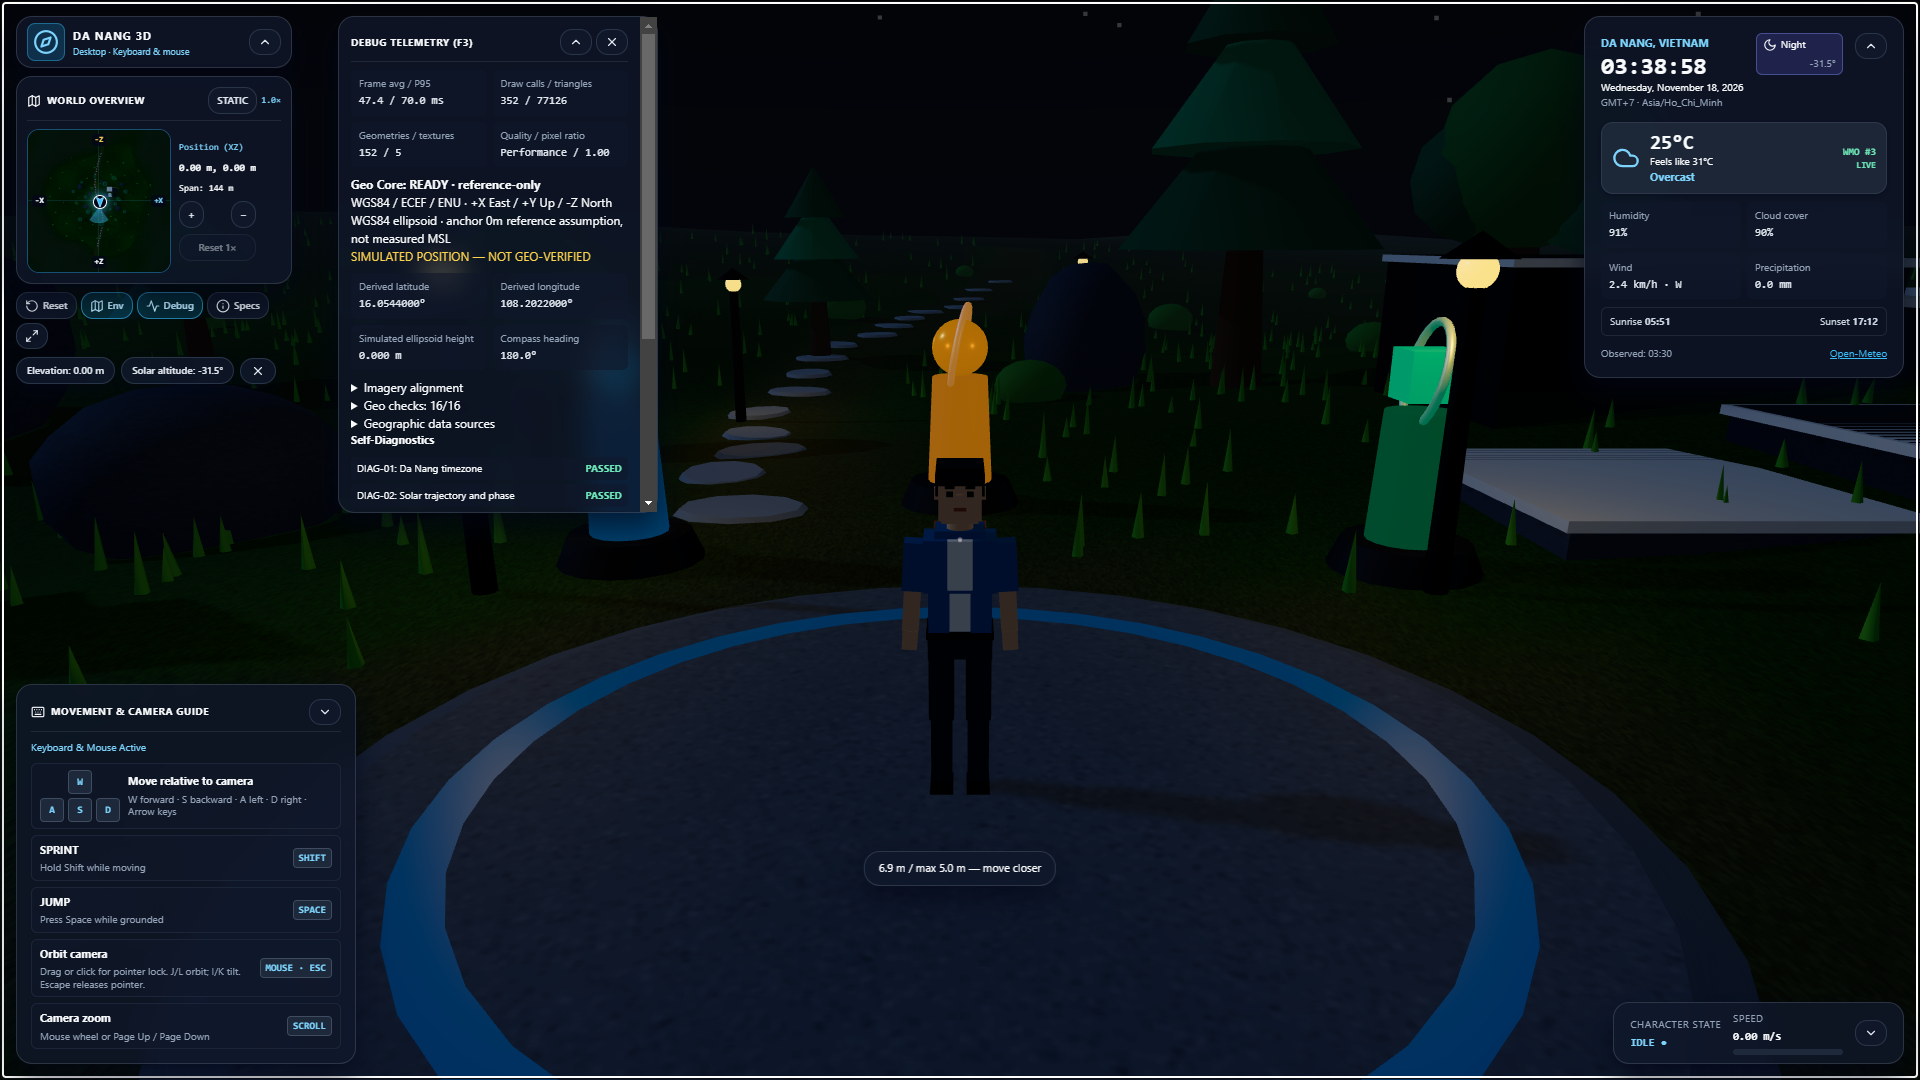 DA NANG 3D
Desktop · Keyboard & mouse
WORLD OVERVIEW
STATIC
1.0×
-Z
-X
+X
+Z
Position (XZ)
0.00 m, 0.00 m
Span: 144 m
+
−
Reset 1×
Reset
Env
Debug
Specs
Elevation: 0.00 m
Solar altitude: -31.5°
DEBUG TELEMETRY (F3)
Frame avg / P95
47.4 / 70.0 ms
Draw calls / triangles
352 / 77126
Geometries / textures
152 / 5
Quality / pixel ratio
Performance / 1.00
Geo Core: READY · reference-only
WGS84 / ECEF / ENU · +X East / +Y Up / -Z North
WGS84 ellipsoid · anchor 0m reference assumption,
not measured MSL
SIMULATED POSITION — NOT GEO-VERIFIED
Derived latitude
16.0544000°
Derived longitude
108.2022000°
Simulated ellipsoid height
0.000 m
Compass heading
180.0°
Imagery alignment
Geo checks: 16/16
Geographic data sources
Self-Diagnostics
DIAG-01: Da Nang timezone
PASSED
DIAG-02: Solar trajectory and phase
PASSED
DA NANG, VIETNAM
03:38:58
Wednesday, November 18, 2026
GMT+7 · Asia/Ho_Chi_Minh
Night
-31.5°
25°C
Feels like 31°C
Overcast
WMO #3
LIVE
Humidity
91%
Cloud cover
90%
Wind
2.4 km/h · W
Precipitation
0.0 mm
Sunrise 05:51
Sunset 17:12
Observed: 03:30
Open-Meteo
MOVEMENT & CAMERA GUIDE
Keyboard & Mouse Active
W
A
S
D
Move relative to camera
W forward · S backward · A left · D right ·
Arrow keys
SPRINT
Hold Shift while moving
SHIFT
JUMP
Press Space while grounded
SPACE
Orbit camera
Drag or click for pointer lock. J/L orbit; I/K tilt.
Escape releases pointer.
MOUSE · ESC
Camera zoom
Mouse wheel or Page Up / Page Down
SCROLL
6.9 m / max 5.0 m — move closer
CHARACTER STATE
IDLE
SPEED
0.00 m/s